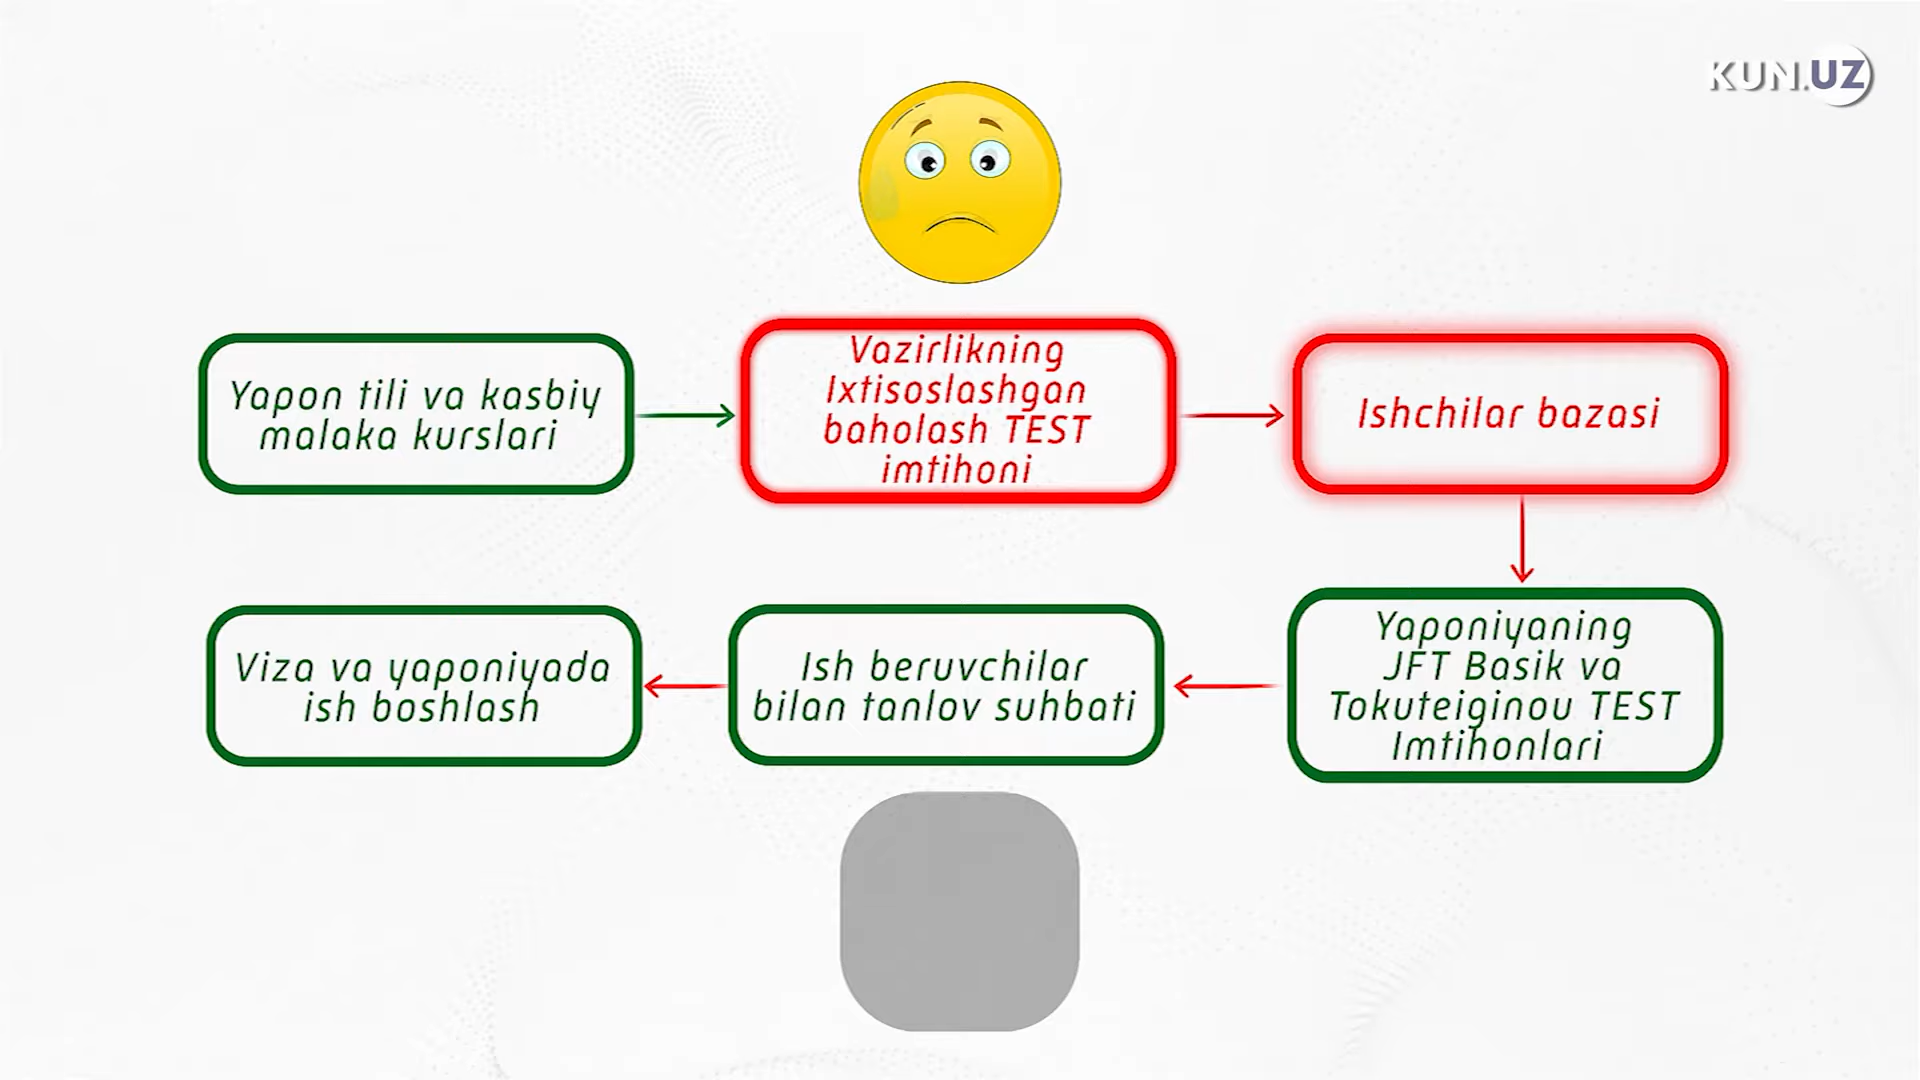 KUN.UZ
Yapon tili va kasbiy
malaka kurslari
Vazirlikning
Ixtisoslashgan
baholash TEST
imtihoni
Ishchilar bazasi
Yaponiyaning
JFT Basik va
Tokuteiginou TEST
Imtihonlari
Ish beruvchilar
bilan tanlov suhbati
Viza va yaponiyada
ish boshlash